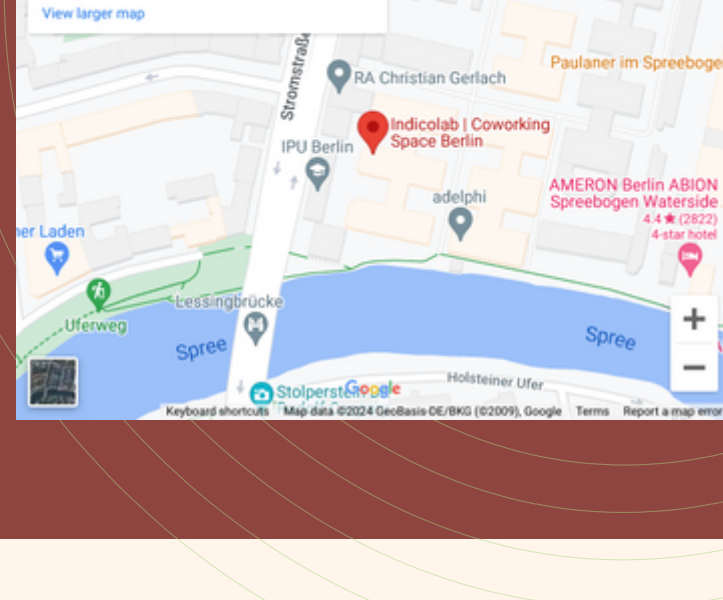 View larger map
Stromstraße
RA Christian Gerlach
Paulaner im Spreeboge
Indicolab | Coworking
Space Berlin
IPU Berlin
adelphi
AMERON Berlin ABION
Spreebogen Waterside
4.4 ★ (2822)
4-star hotel
er Laden
Uferweg
Lessingbrücke
Spree
Spree
Holsteiner Ufer
Google
Keyboard shortcuts
Map data ©2024 GeoBasis-DE/BKG (©2009), Google
Terms
Report a map error